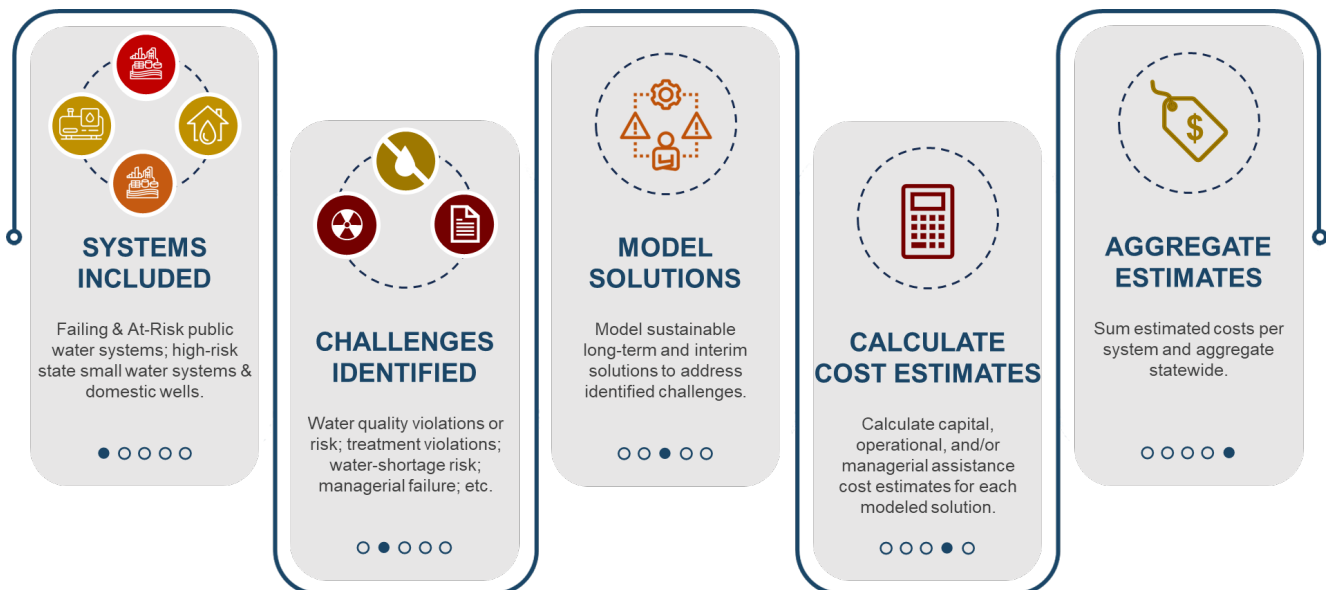 SYSTEMS
INCLUDED
Failing & At-Risk public
water systems; high-risk
state small water systems &
domestic wells.
CHALLENGES
IDENTIFIED
Water quality violations or
risk; treatment violations;
water-shortage risk;
managerial failure; etc.
MODEL
SOLUTIONS
Model sustainable
long-term and interim
solutions to address
identified challenges.
CALCULATE
COST ESTIMATES
Calculate capital,
operational, and/or
managerial assistance
cost estimates for each
modeled solution.
$
AGGREGATE
ESTIMATES
Sum estimated costs per
system and aggregate
statewide.